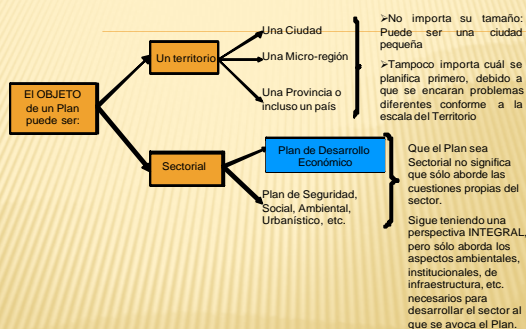 El OBJETO
de un Plan
puede ser:
Un territorio
Una Ciudad
Una Micro-región
Una Provincia o
incluso un país
➢No importa su tamaño:
Puede ser una ciudad
pequeña
➢Tampoco importa cuál se
planifica primero, debido a
que se encaran problemas
diferentes conforme a la
escala del Territorio
Sectorial
Plan de Desarrollo
Económico
Plan de Seguridad,
Social, Ambiental,
Urbanístico, etc.
Que el Plan sea
Sectorial no significa
que sólo aborde las
cuestiones propias del
sector.
Sigue teniendo una
perspectiva INTEGRAL,
pero sólo aborda los
aspectos ambientales,
institucionales, de
infraestructura, etc.
necesarios para
desarrollar el sector al
que se avoca el Plan.